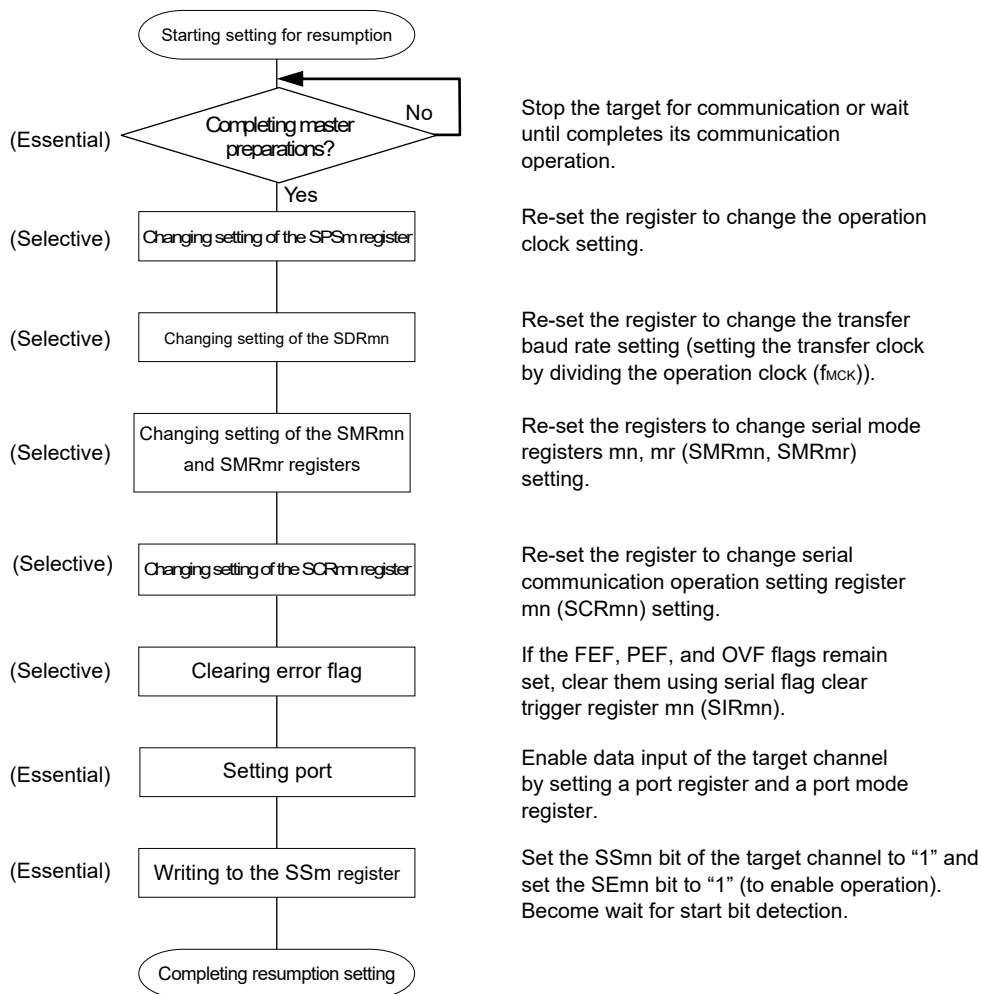 Starting setting for resumption
No
(Essential)
Completing master
preparations?
Stop the target for communication or wait
until completes its communication
operation.
Yes
(Selective)
Changing setting of the SPSm register
Re-set the register to change the operation
clock setting.
(Selective)
Changing setting of the SDRmn
Re-set the register to change the transfer
baud rate setting (setting the transfer clock
by dividing the operation clock (fMCK)).
(Selective)
Changing setting of the SMRmn
and SMRmr registers
Re-set the registers to change serial mode
registers mn, mr (SMRmn, SMRmr)
setting.
(Selective)
Changing setting of the SCRmn register
Re-set the register to change serial
communication operation setting register
mn (SCRmn) setting.
(Selective)
Clearing error flag
If the FEF, PEF, and OVF flags remain
set, clear them using serial flag clear
trigger register mn (SIRmn).
(Essential)
Setting port
Enable data input of the target channel
by setting a port register and a port mode
register.
(Essential)
Writing to the SSm register
Set the SSmn bit of the target channel to “1” and
set the SEmn bit to “1” (to enable operation).
Become wait for start bit detection.
Completing resumption setting